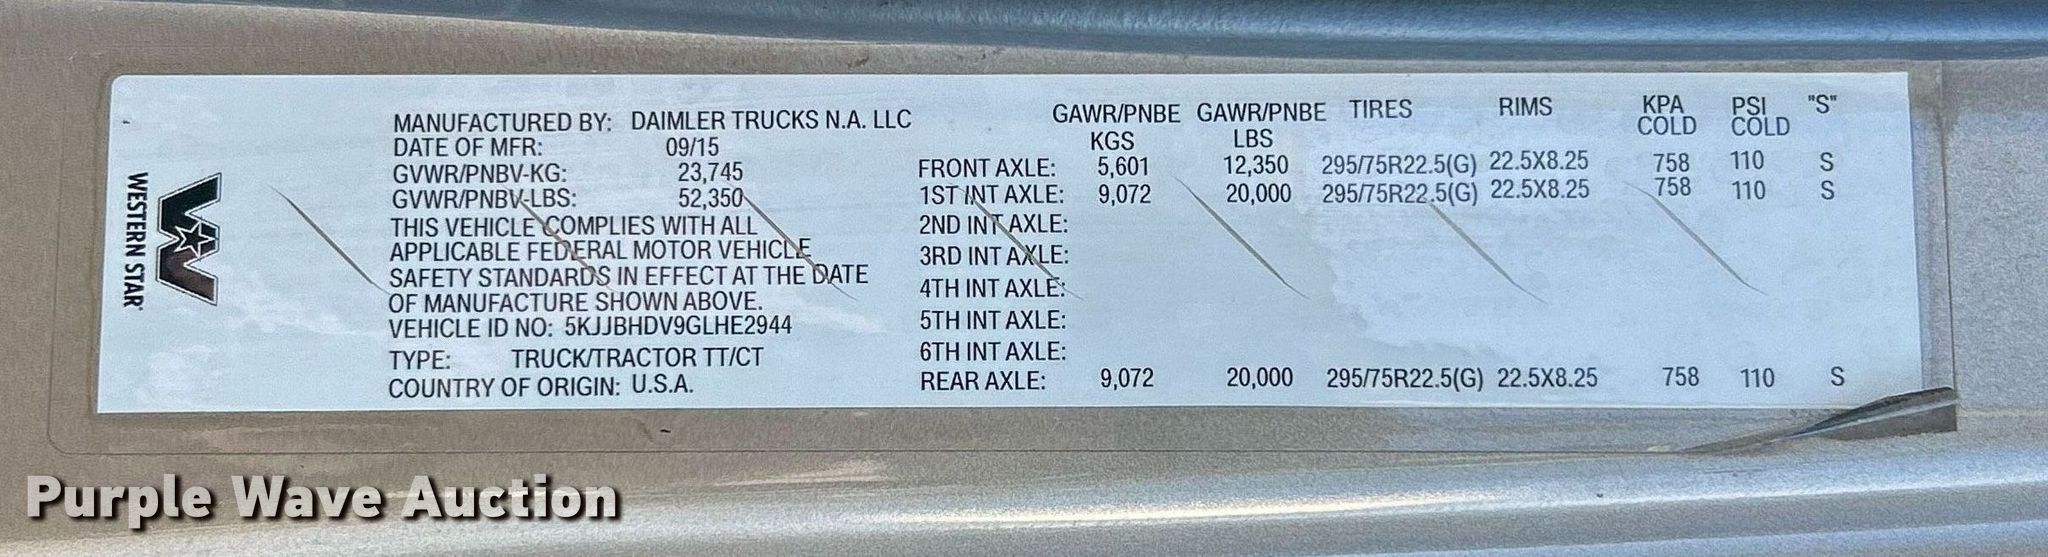 WESTERN STAR
MANUFACTURED BY: DAIMLER TRUCKS N.A. LLC
DATE OF MFR: 09/15
GVWR/PNBV-KG: 23,745
GVWR/PNBV-LBS: 52,350
THIS VEHICLE COMPLIES WITH ALL
APPLICABLE FEDERAL MOTOR VEHICLE
SAFETY STANDARDS IN EFFECT AT THE DATE
OF MANUFACTURE SHOWN ABOVE.
VEHICLE ID NO: 5KJJBHDV9GLHE2944
TYPE: TRUCK/TRACTOR TT/CT
COUNTRY OF ORIGIN: U.S.A.
GAWR/PNBE GAWR/PNBE TIRES RIMS KPA PSI "S"
KGS LBS COLD COLD
FRONT AXLE: 5,601 12,350 295/75R22.5(G) 22.5X8.25 758 110 S
1ST INT AXLE: 9,072 20,000 295/75R22.5(G) 22.5X8.25 758 110 S
2ND INT AXLE:
3RD INT AXLE:
4TH INT AXLE:
5TH INT AXLE:
6TH INT AXLE:
REAR AXLE: 9,072 20,000 295/75R22.5(G) 22.5X8.25 758 110 S
Purple Wave Auction